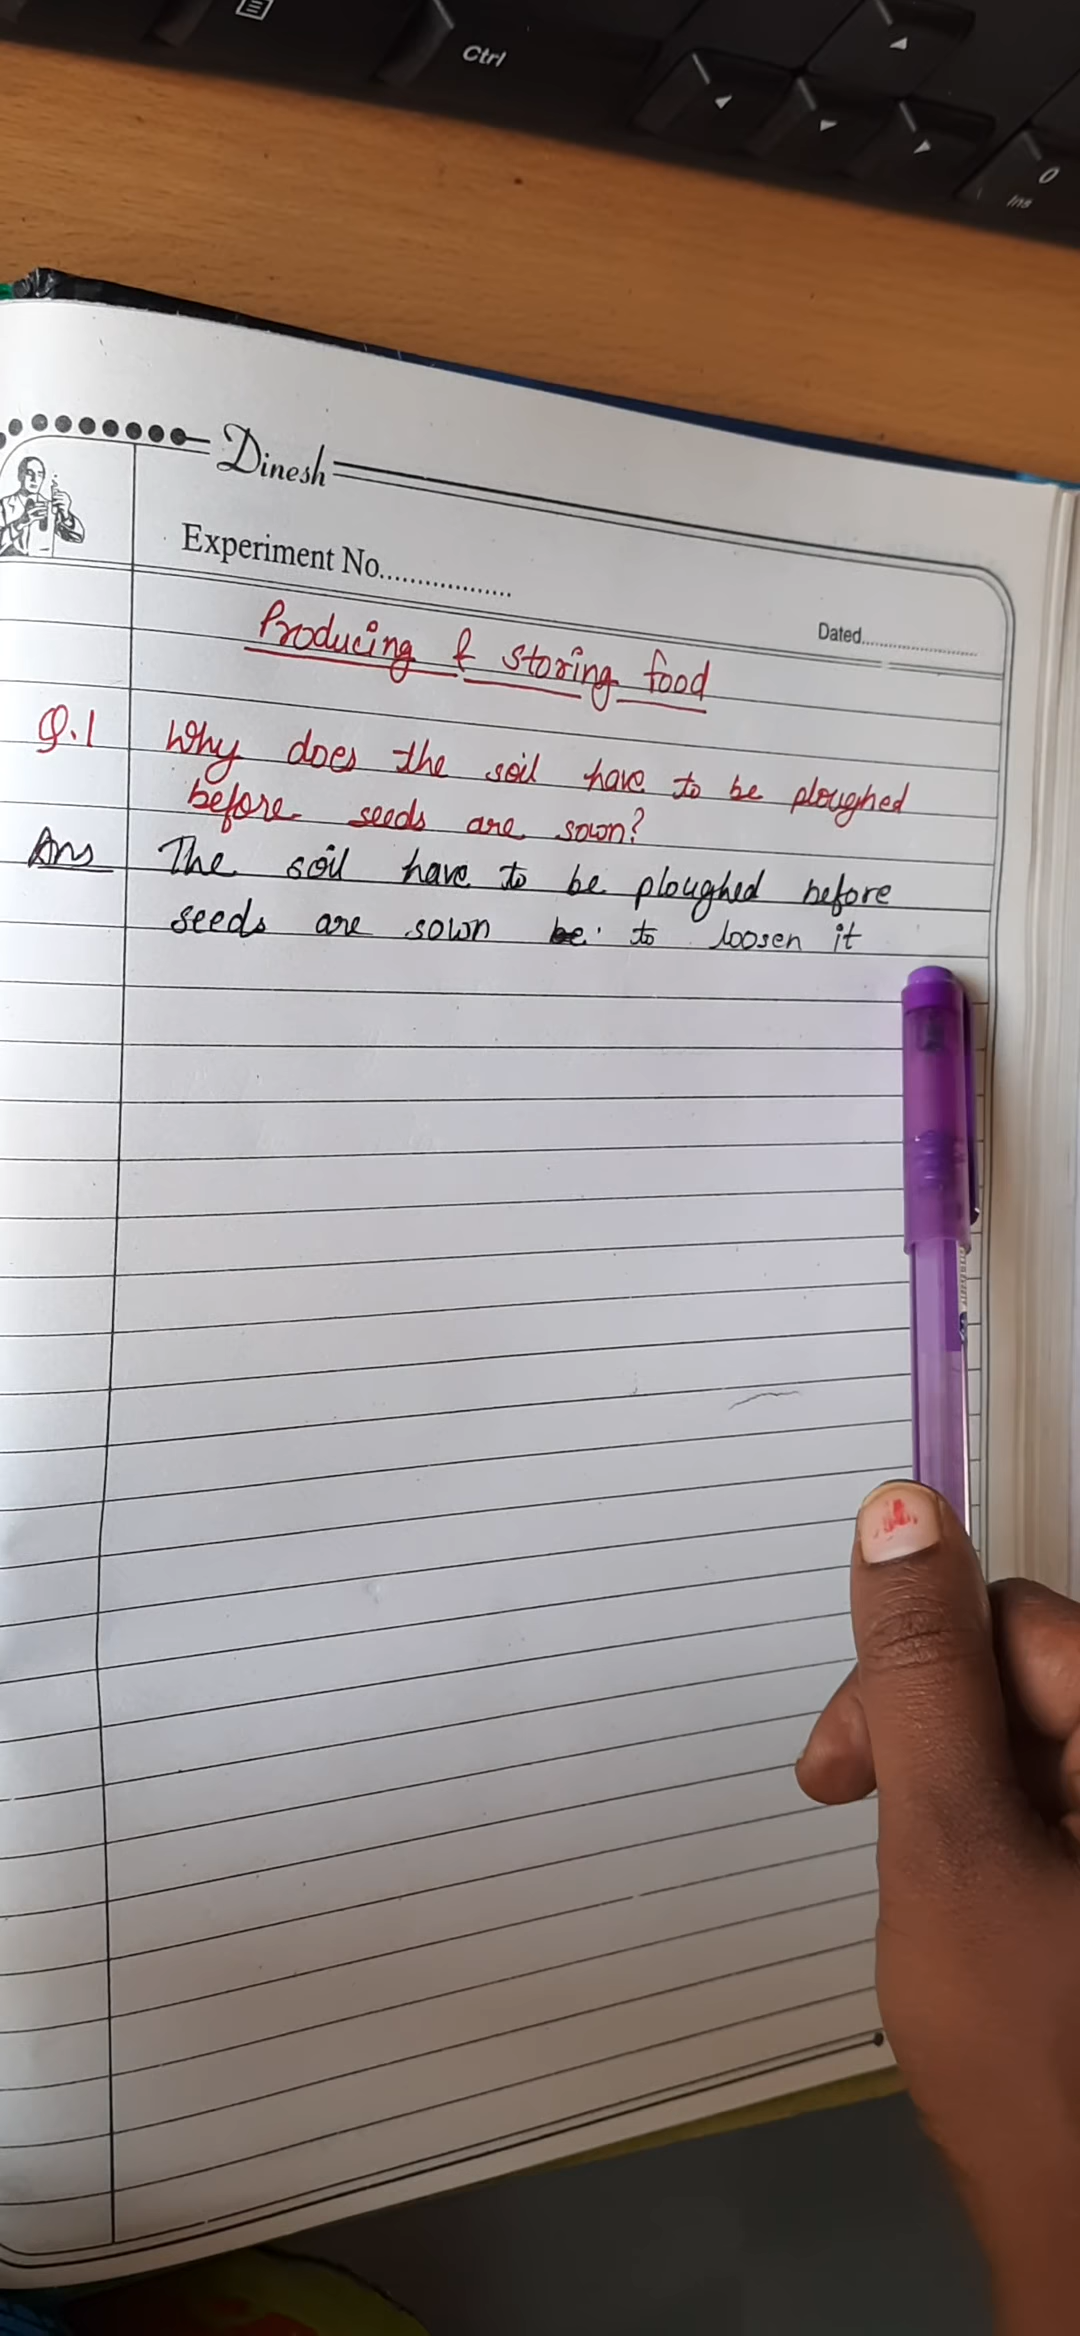 Ctrl
0
Ins
Dinesh
Experiment No...................
Dated..............................
Producing & storing food
Q.1 Why does the soil have to be ploughed
before seeds are sown?
Ans The soil have to be ploughed before
seeds are sown be to loosen it